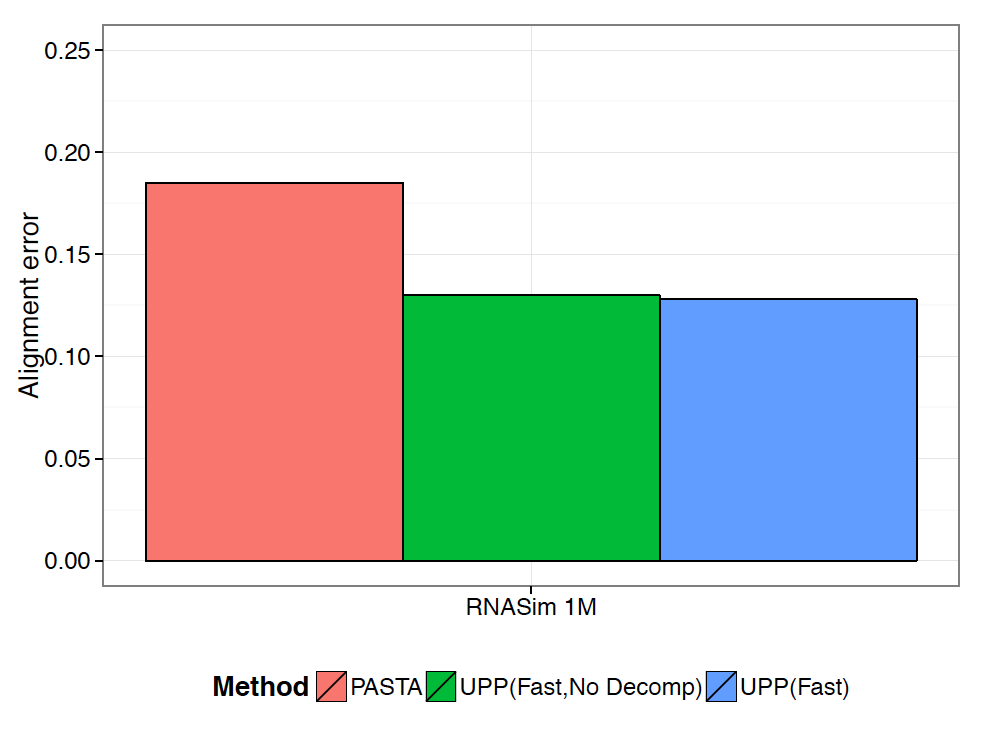 0.25
0.20
0.15
0.10
0.05
0.00
Alignment error
RNASim 1M
Method PASTA UPP(Fast,No Decomp) UPP(Fast)